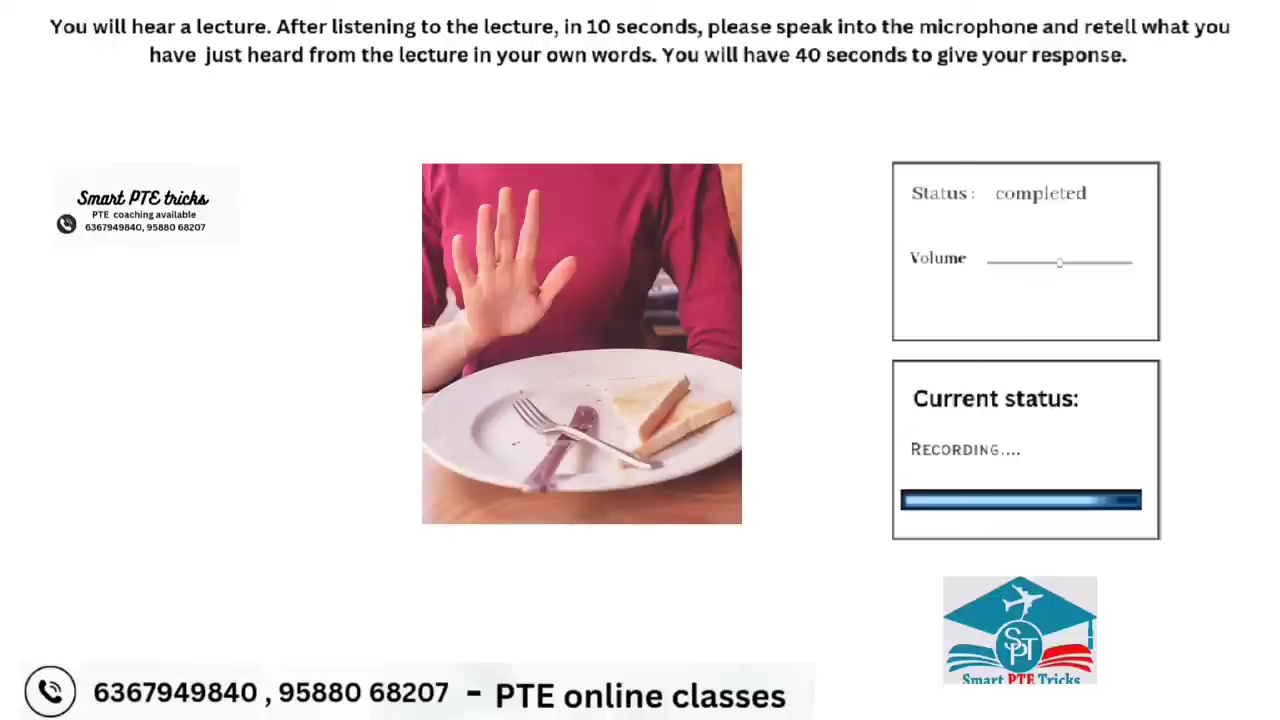 You will hear a lecture. After listening to the lecture, in 10 seconds, please speak into the microphone and retell what you
have just heard from the lecture in your own words. You will have 40 seconds to give your response.
Smart PTE tricks
PTE coaching available
6367949840, 95880 68207
Status : completed
Volume
Current status:
RECORDING....
SPT
Smart PTE Tricks
6367949840 , 95880 68207 - PTE online classes